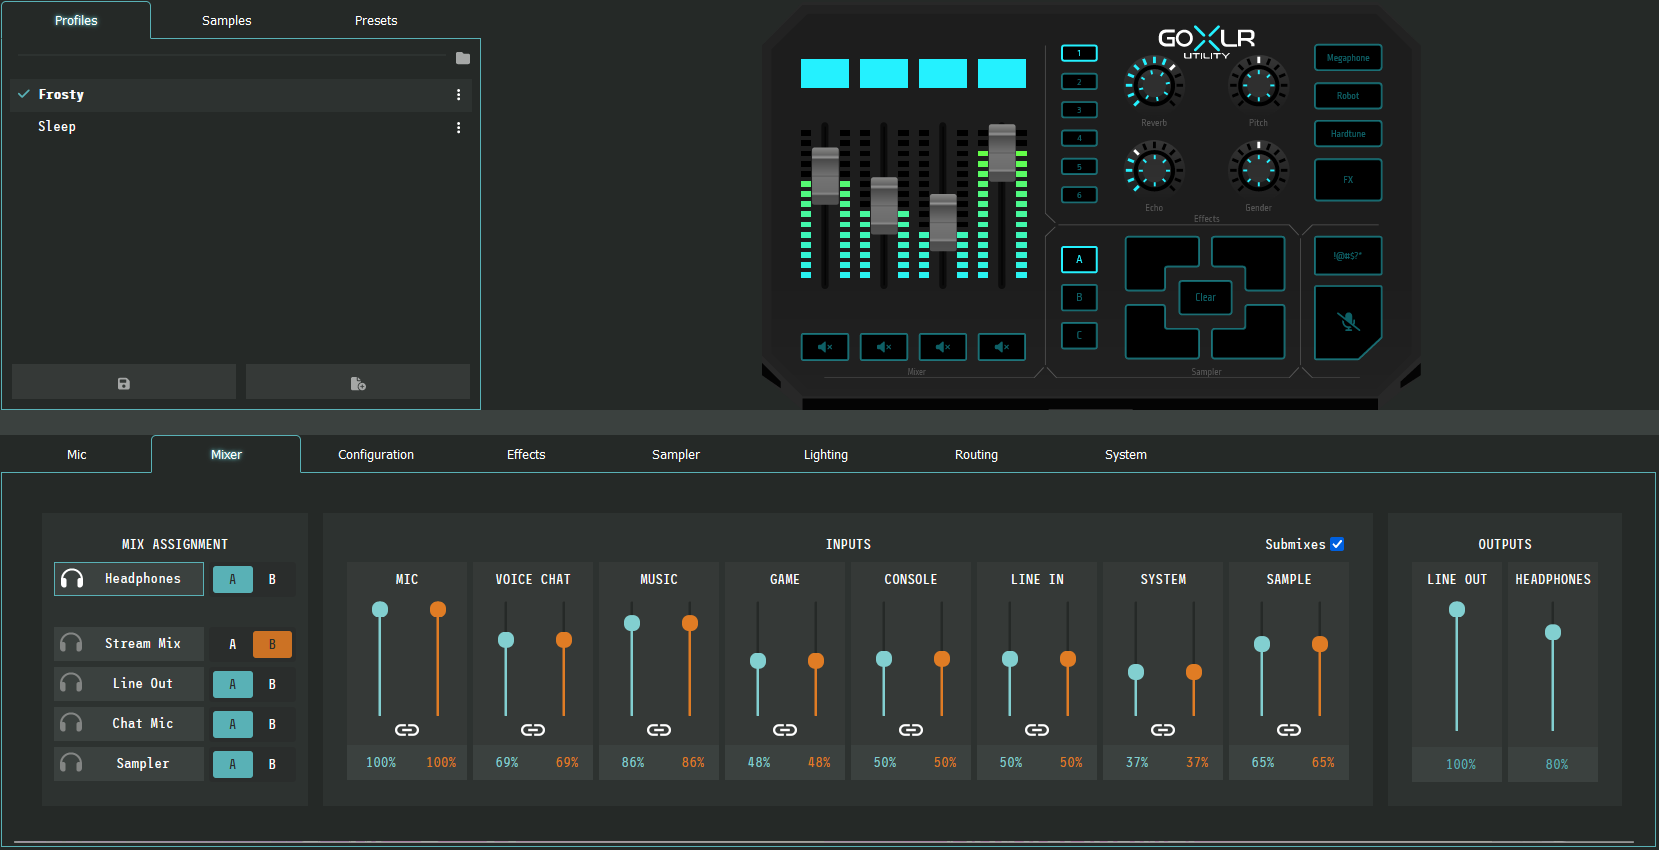 Profiles Samples Presets
Frosty
Sleep
GOXLR
UTILITY
1
2
3
4
5
6
Reverb Pitch
Echo Gender
Effects
Megaphone
Robot
Hardtune
FX
A
B
C
Clear
!@#$?*
Mixer
Sampler
Mic Mixer Configuration Effects Sampler Lighting Routing System
MIX ASSIGNMENT
Headphones A B
Stream Mix A B
Line Out A B
Chat Mic A B
Sampler A B
INPUTS
Submixes
MIC VOICE CHAT MUSIC GAME CONSOLE LINE IN SYSTEM SAMPLE
100% 100% 69% 69% 86% 86% 48% 48% 50% 50% 50% 50% 37% 37% 65% 65%
OUTPUTS
LINE OUT HEADPHONES
100% 80%